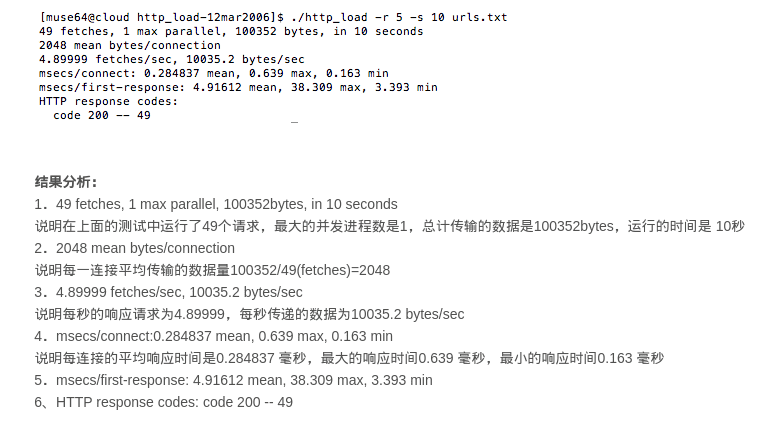 [muse64@cloud http_load-12mar2006]$ ./http_load -r 5 -s 10 urls.txt
49 fetches, 1 max parallel, 100352 bytes, in 10 seconds
2048 mean bytes/connection
4.89999 fetches/sec, 10035.2 bytes/sec
msecs/connect: 0.284837 mean, 0.639 max, 0.163 min
msecs/first-response: 4.91612 mean, 38.309 max, 3.393 min
HTTP response codes:
  code 200 -- 49
结果分析:
1．49 fetches, 1 max parallel, 100352bytes, in 10 seconds
说明在上面的测试中运行了49个请求，最大的并发进程数是1，总计传输的数据是100352bytes，运行的时间是 10秒
2．2048 mean bytes/connection
说明每一连接平均传输的数据量100352/49(fetches)=2048
3．4.89999 fetches/sec, 10035.2 bytes/sec
说明每秒的响应请求为4.89999，每秒传递的数据为10035.2 bytes/sec
4．msecs/connect:0.284837 mean, 0.639 max, 0.163 min
说明每连接的平均响应时间是0.284837 毫秒，最大的响应时间0.639 毫秒，最小的响应时间0.163 毫秒
5．msecs/first-response: 4.91612 mean, 38.309 max, 3.393 min
6、HTTP response codes: code 200 -- 49